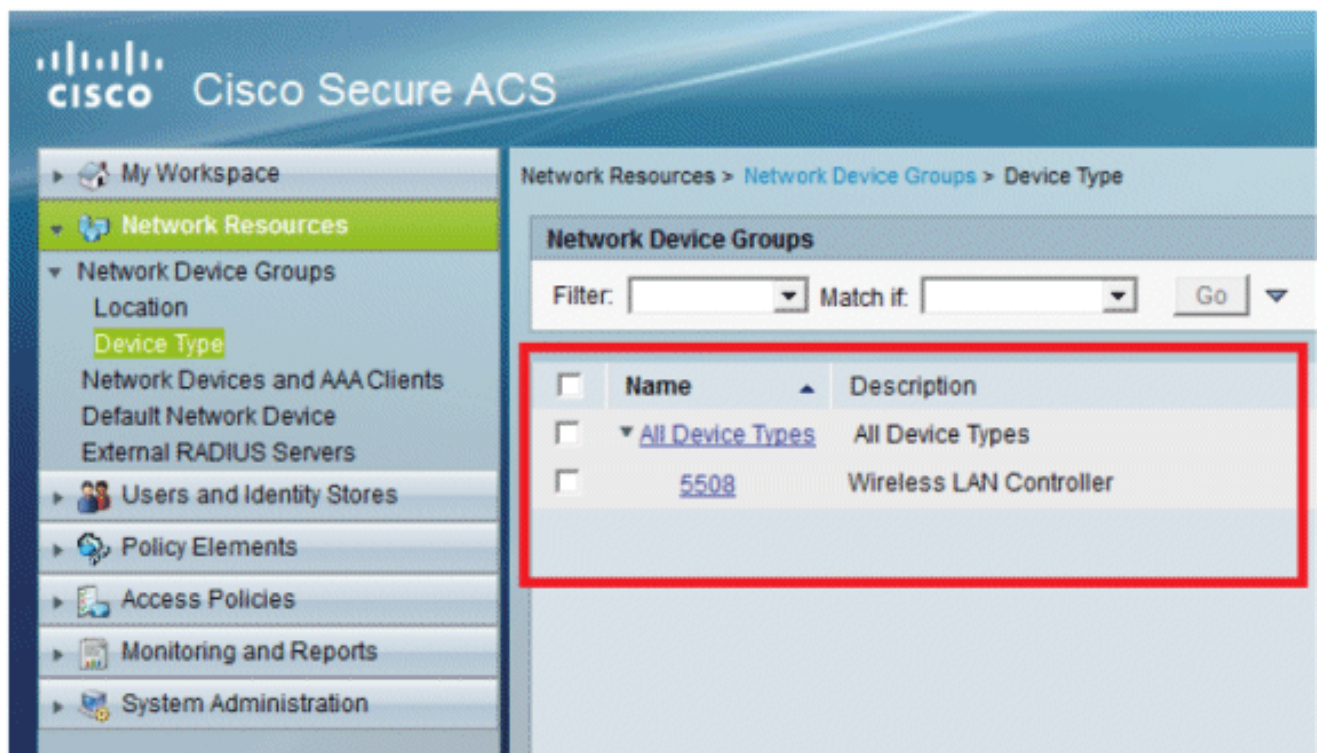 CISCO Cisco Secure ACS
My Workspace
Network Resources
Network Device Groups
Location
Device Type
Network Devices and AAA Clients
Default Network Device
External RADIUS Servers
Users and Identity Stores
Policy Elements
Access Policies
Monitoring and Reports
System Administration
Network Resources > Network Device Groups > Device Type
Network Device Groups
Filter: Match if: Go
Name Description
All Device Types All Device Types
5508 Wireless LAN Controller